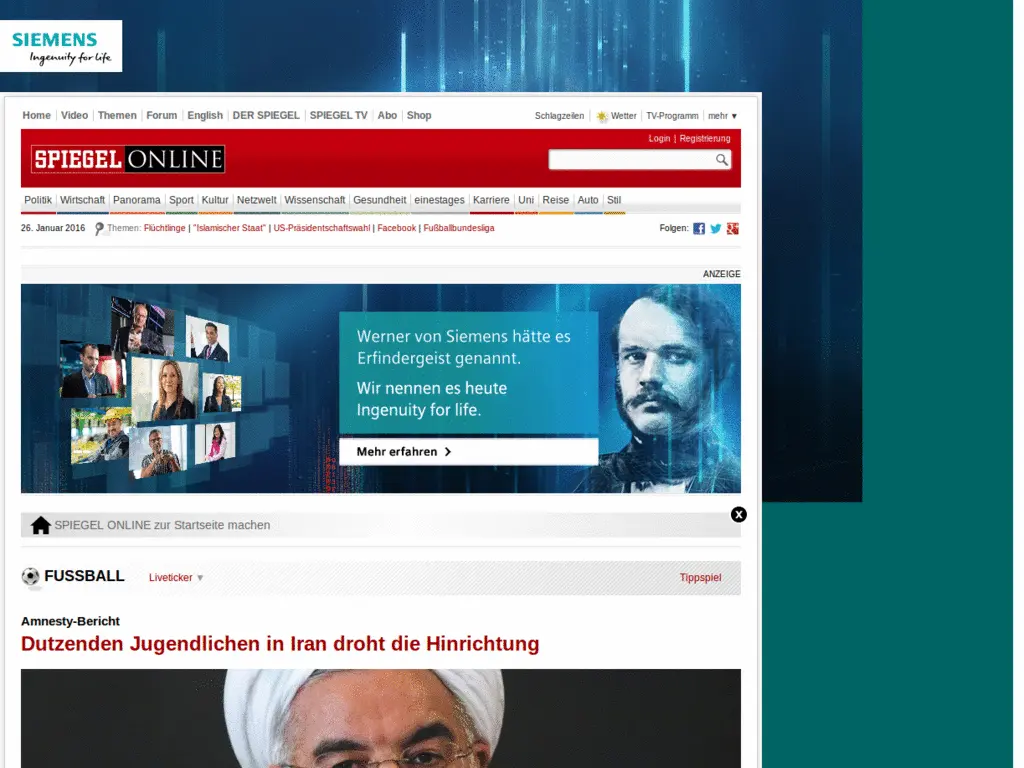 SIEMENS
Ingenuity for life
Home Video Themen Forum English DER SPIEGEL SPIEGEL TV Abo Shop Schlagzeilen Wetter TV-Programm mehr ▼
Login | Registrierung
SPIEGEL ONLINE
Politik Wirtschaft Panorama Sport Kultur Netzwelt Wissenschaft Gesundheit einestages Karriere Uni Reise Auto Stil
26. Januar 2016 Themen: Flüchtlinge | "Islamischer Staat" | US-Präsidentschaftswahl | Facebook | Fußballbundesliga Folgen:
ANZEIGE
Werner von Siemens hätte es
Erfindergeist genannt.
Wir nennen es heute
Ingenuity for life.
Mehr erfahren >
X
SPIEGEL ONLINE zur Startseite machen
FUSSBALL Liveticker ▼ Tippspiel
Amnesty-Bericht
Dutzenden Jugendlichen in Iran droht die Hinrichtung